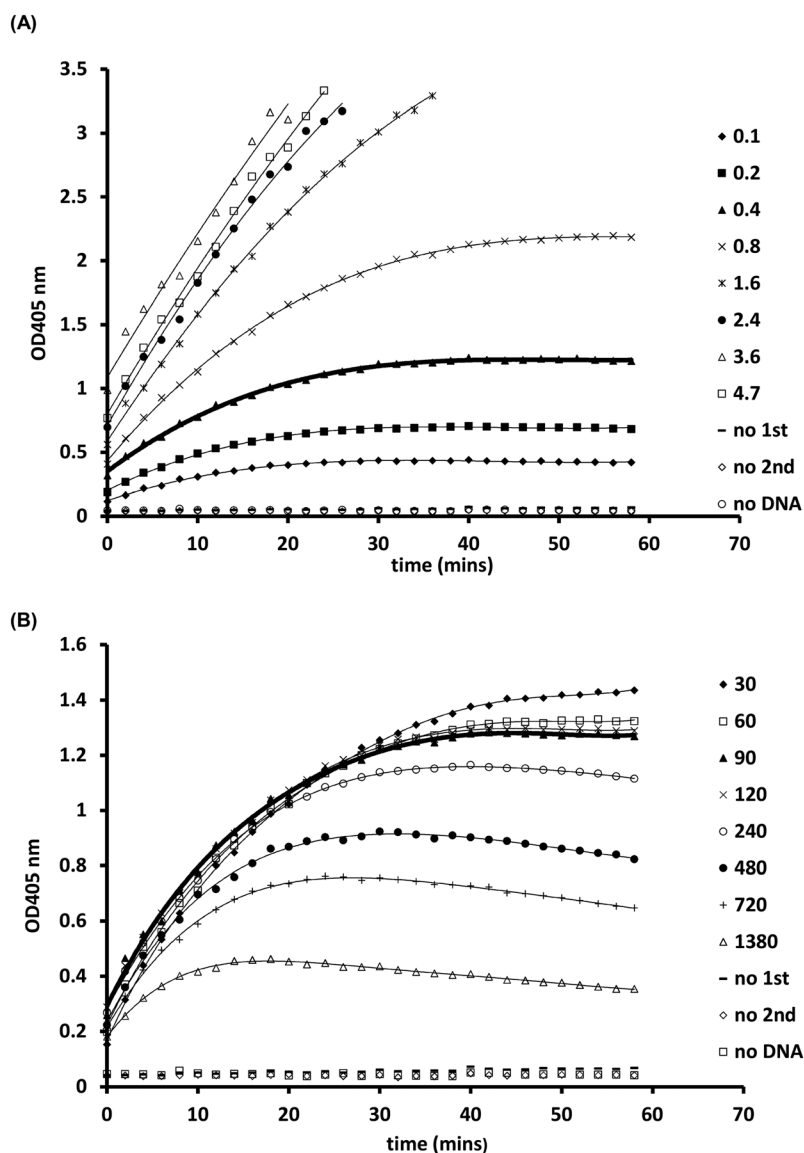 (A)
3.5
3
2.5
2
1.5
1
0.5
0
OD405 nm
0 10 20 30 40 50 60 70
time (mins)
0.1
0.2
0.4
0.8
1.6
2.4
3.6
4.7
no 1st
no 2nd
no DNA
(B)
1.6
1.4
1.2
1
0.8
0.6
0.4
0.2
0
OD405 nm
0 10 20 30 40 50 60 70
time (mins)
30
60
90
120
240
480
720
1380
no 1st
no 2nd
no DNA